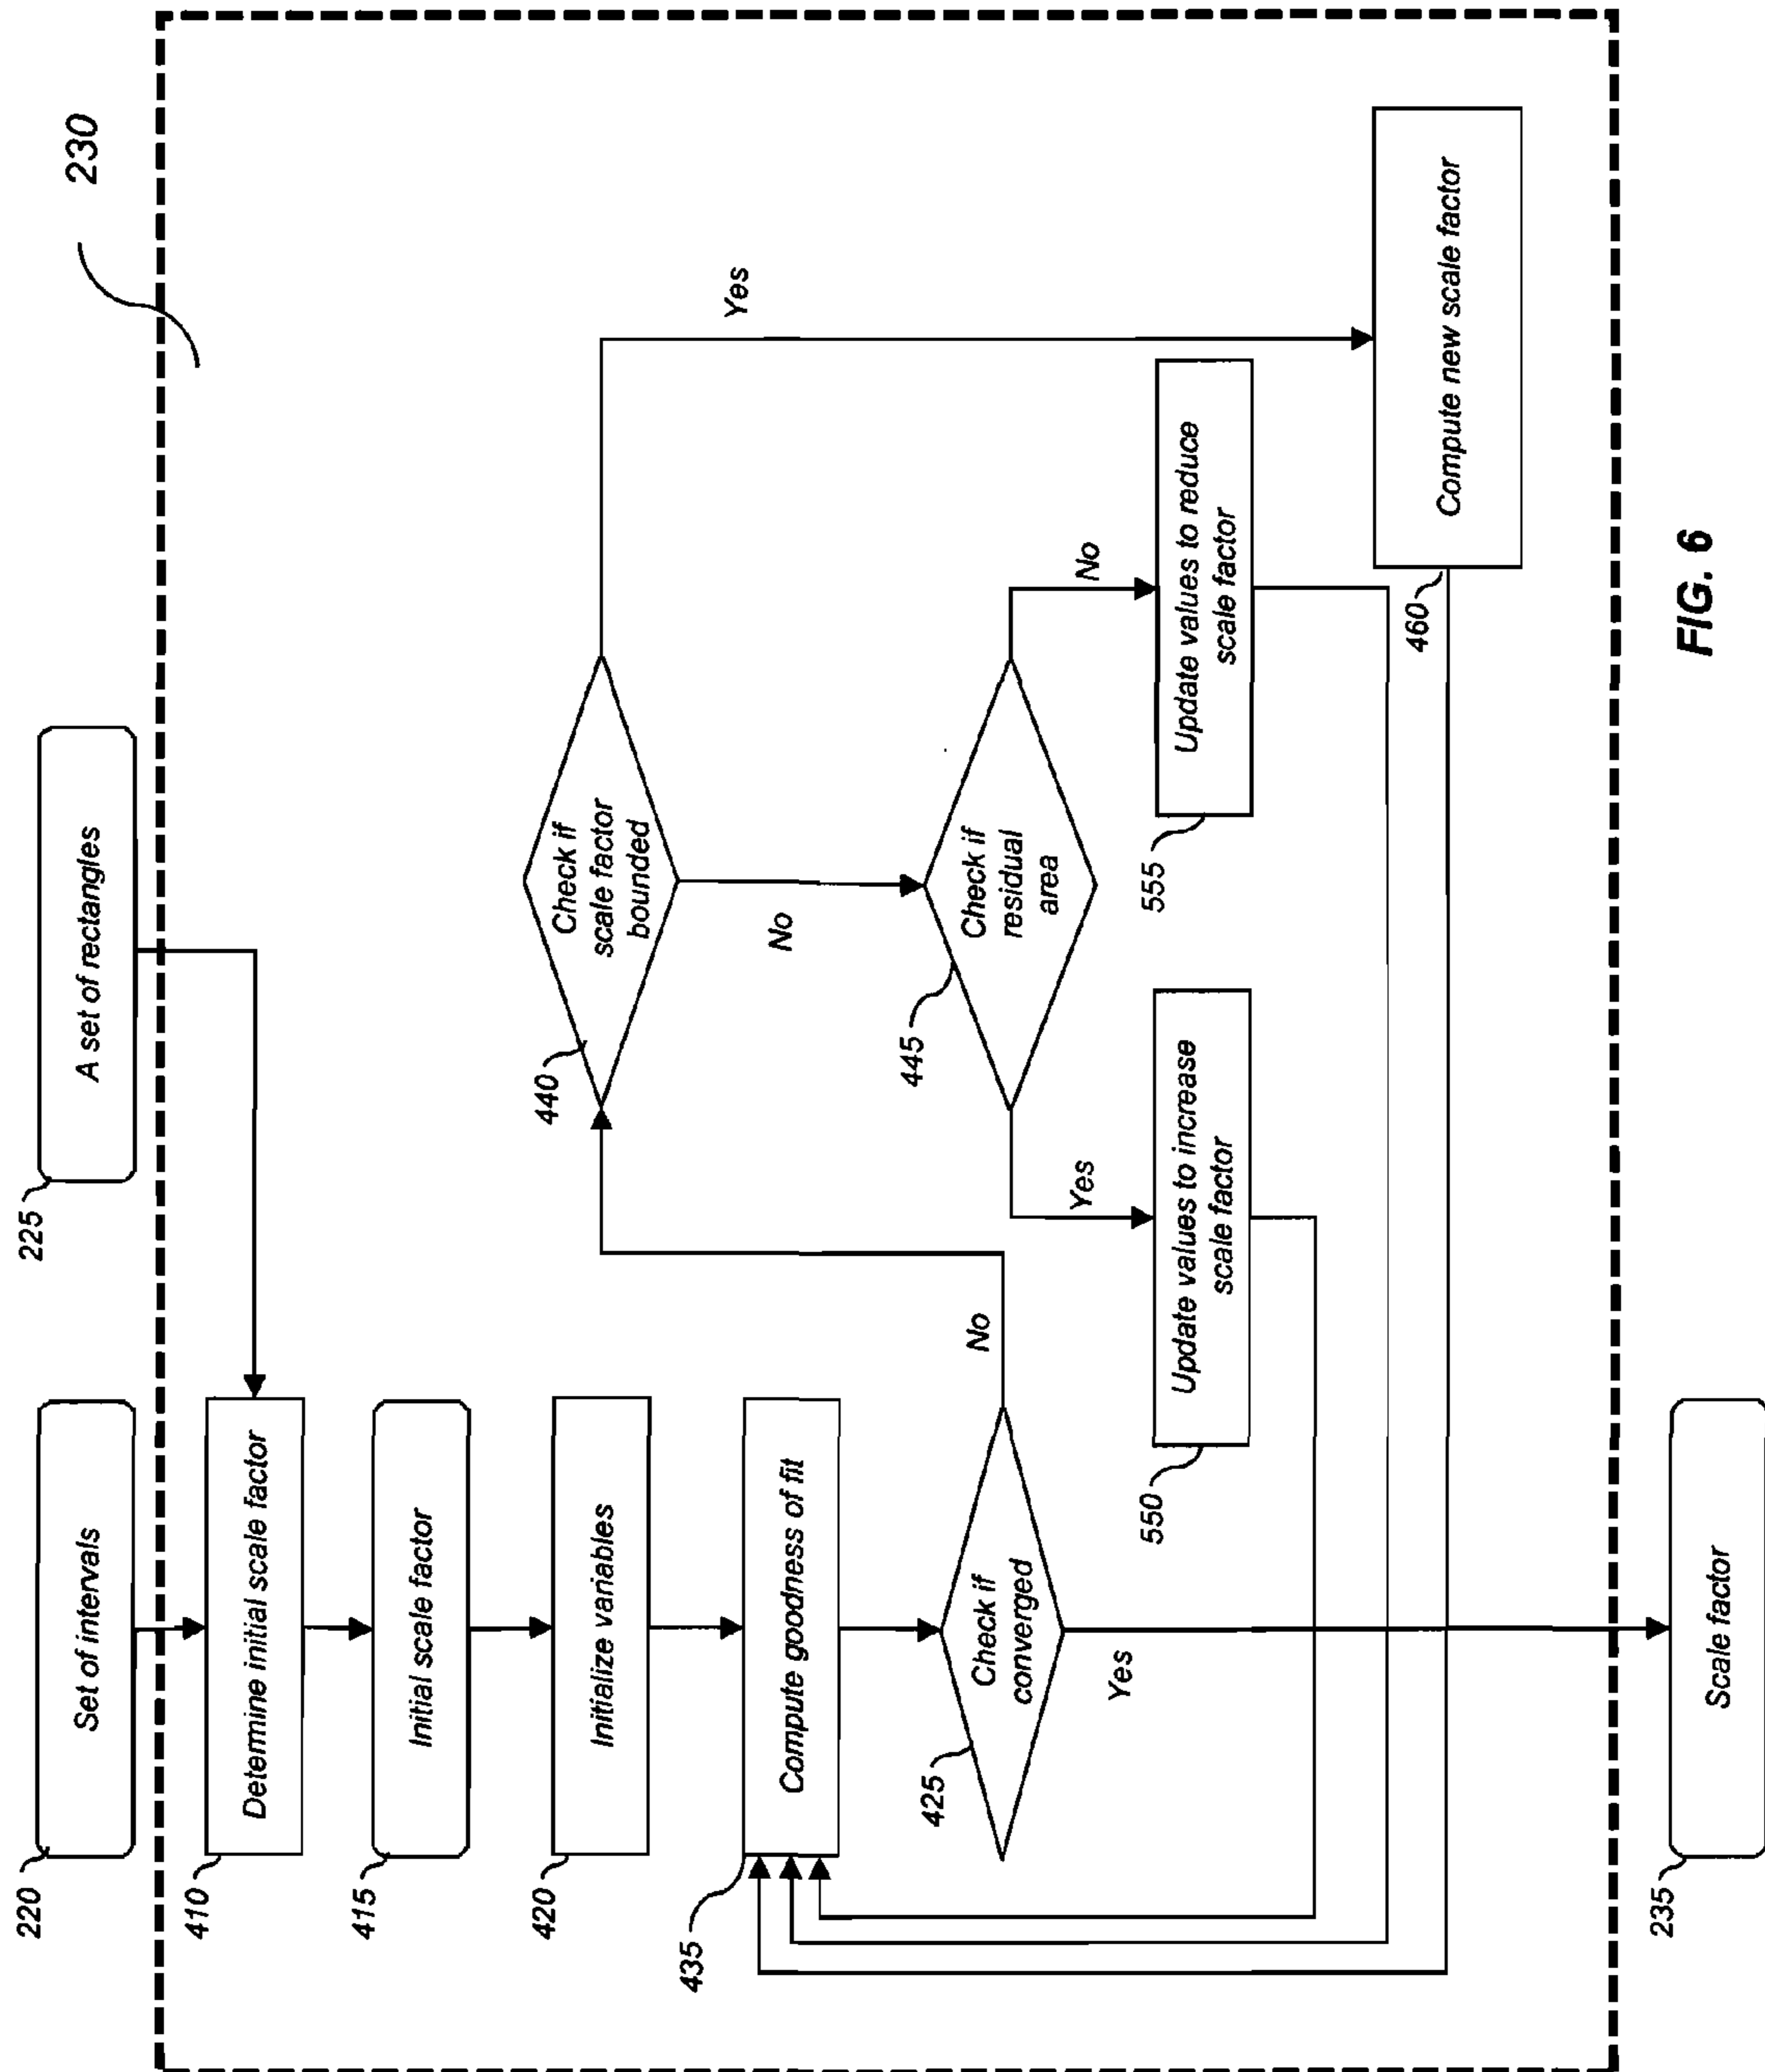 220
Set of intervals
225
A set of rectangles
230
410
Determine initial scale factor
415
Initial scale factor
420
Initialize variables
435
Compute goodness of fit
425
Check if
converged
No
Yes
440
Check if
scale factor
bounded
Yes
No
445
Check if
residual
area
Yes
No
550
Update values to increase
scale factor
555
Update values to reduce
scale factor
460
Compute new scale factor
235
Scale factor
FIG. 6